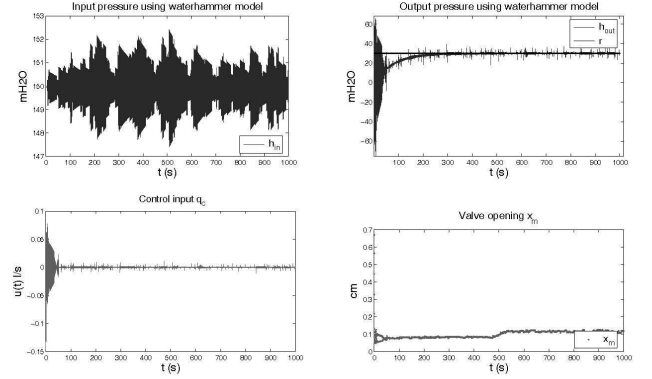 Input pressure using waterhammer model
153
152
151
150
149
148
147
mH2O
h_in
0 100 200 300 400 500 600 700 800 900 1000
t (s)
Output pressure using waterhammer model
60
40
20
0
-20
-40
-60
mH2O
h_out
r
100 200 300 400 500 600 700 800 900 1000
t (s)
Control input q_c
0.1
0.05
0
-0.05
-0.1
-0.15
u(t) l/s
0 100 200 300 400 500 600 700 800 900 1000
t (s)
Valve opening x_m
0.7
0.6
0.5
0.4
0.3
0.2
0.1
0
cm
x_m
0 100 200 300 400 500 600 700 800 900 1000
t (s)